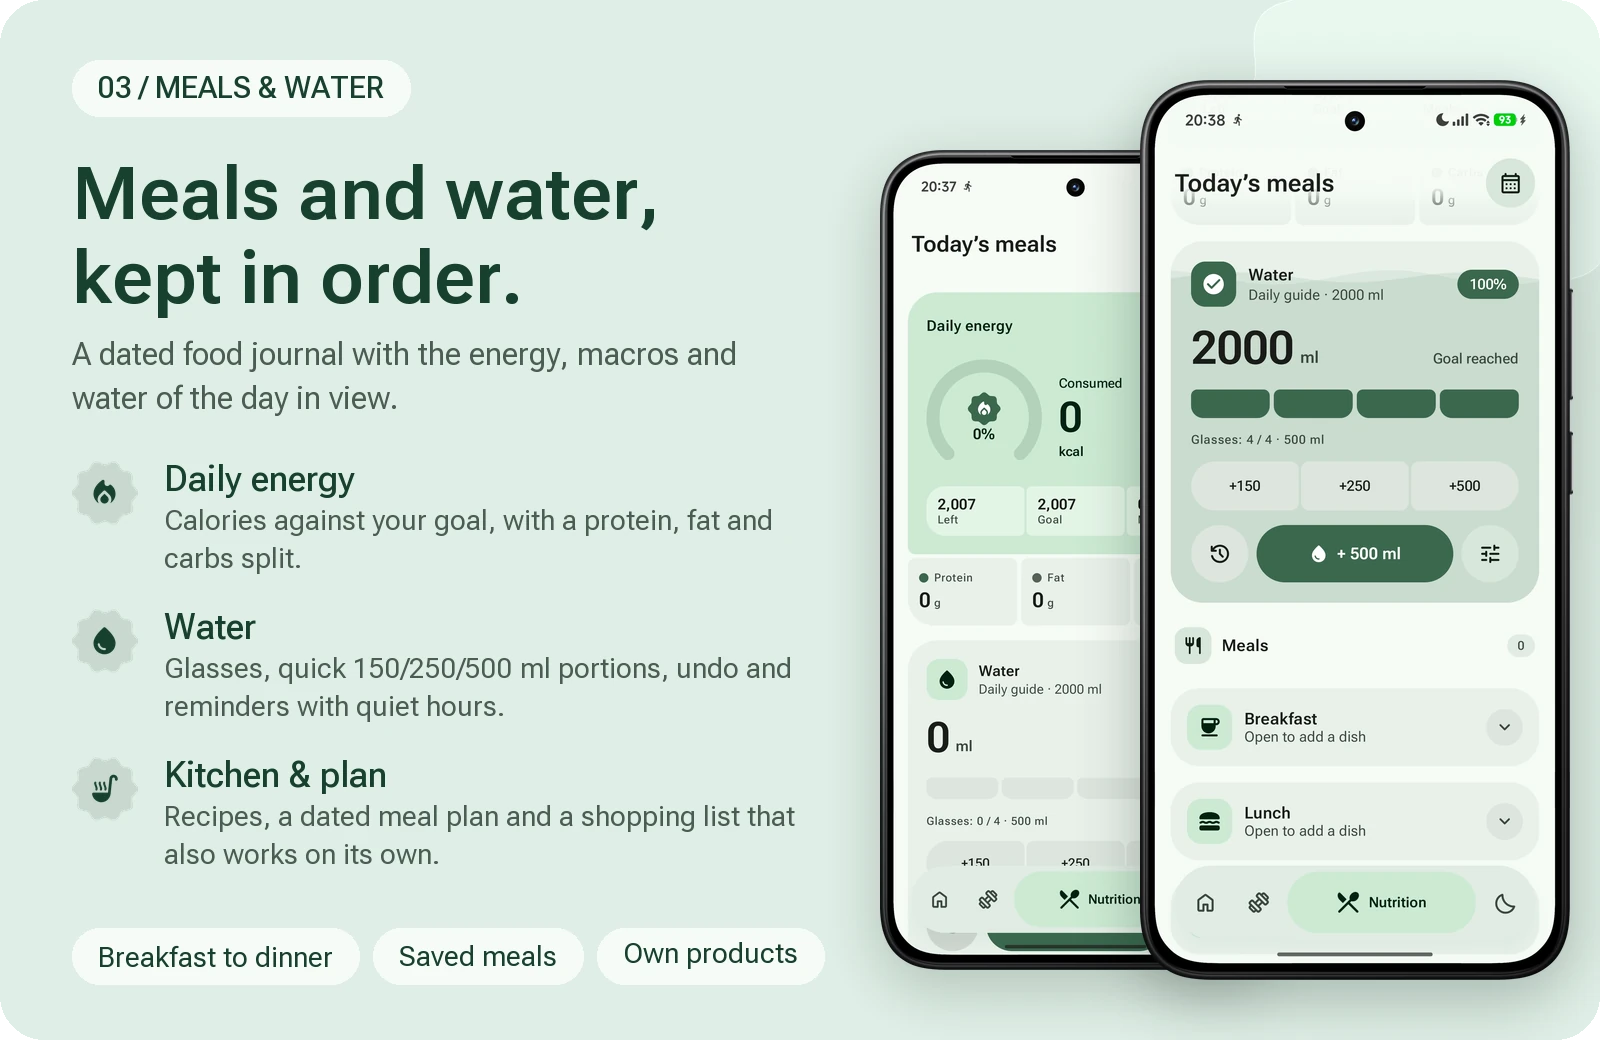 03 / MEALS & WATER
Meals and water,
kept in order.
A dated food journal with the energy, macros and
water of the day in view.
Daily energy
Calories against your goal, with a protein, fat and
carbs split.
Water
Glasses, quick 150/250/500 ml portions, undo and
reminders with quiet hours.
Kitchen & plan
Recipes, a dated meal plan and a shopping list that
also works on its own.
Breakfast to dinner
Saved meals
Own products
20:37
Today's meals
Daily energy
0%
Consumed
0
kcal
2,007
Left
2,007
Goal
Protein
0 g
Fat
0 g
Water
Daily guide · 2000 ml
0 ml
Glasses: 0 / 4 · 500 ml
+150
+250
Nutrition
20:38
93
Today's meals
0 g
0 g
0 g
Water
Daily guide · 2000 ml
100%
2000 ml
Goal reached
Glasses: 4 / 4 · 500 ml
+150
+250
+500
+ 500 ml
Meals
0
Breakfast
Open to add a dish
Lunch
Open to add a dish
Nutrition